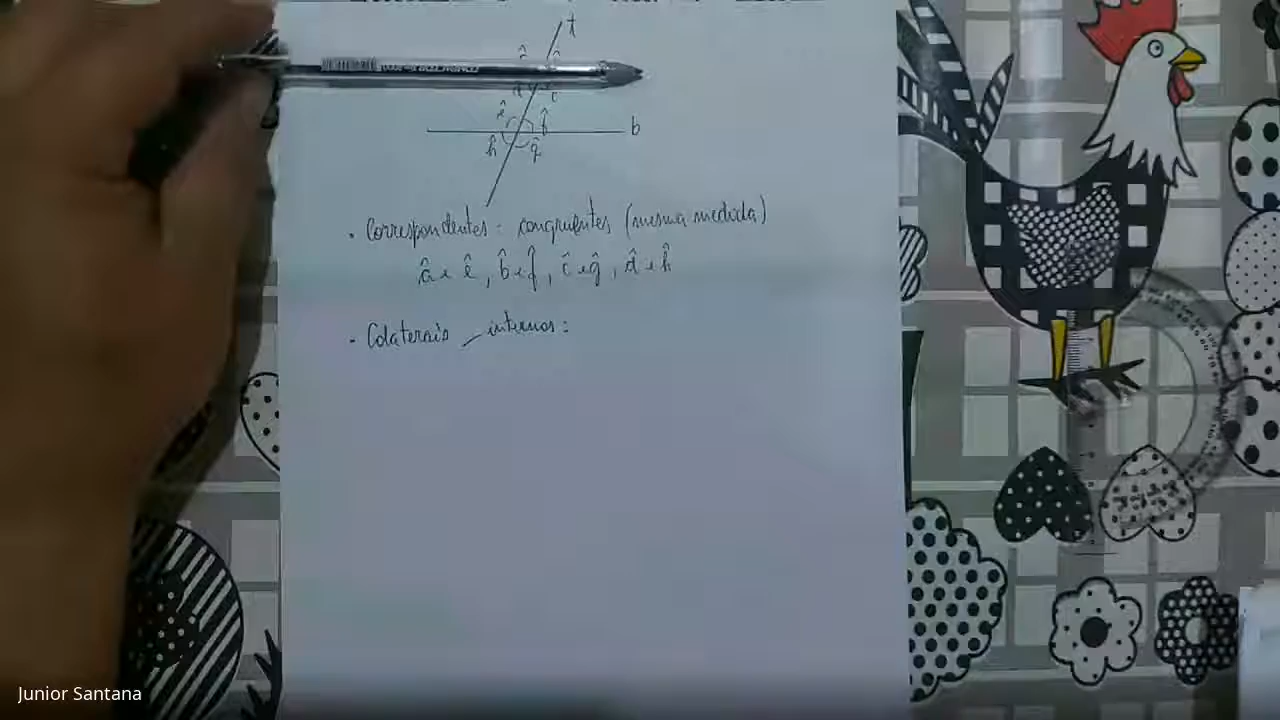 t
b
ê f̂
ĥ ĝ
. Correspondentes: congruentes (mesma medida)
â e ê, b̂ e f̂, ĉ e ĝ, d̂ e ĥ
. Colaterais internos:
Junior Santana